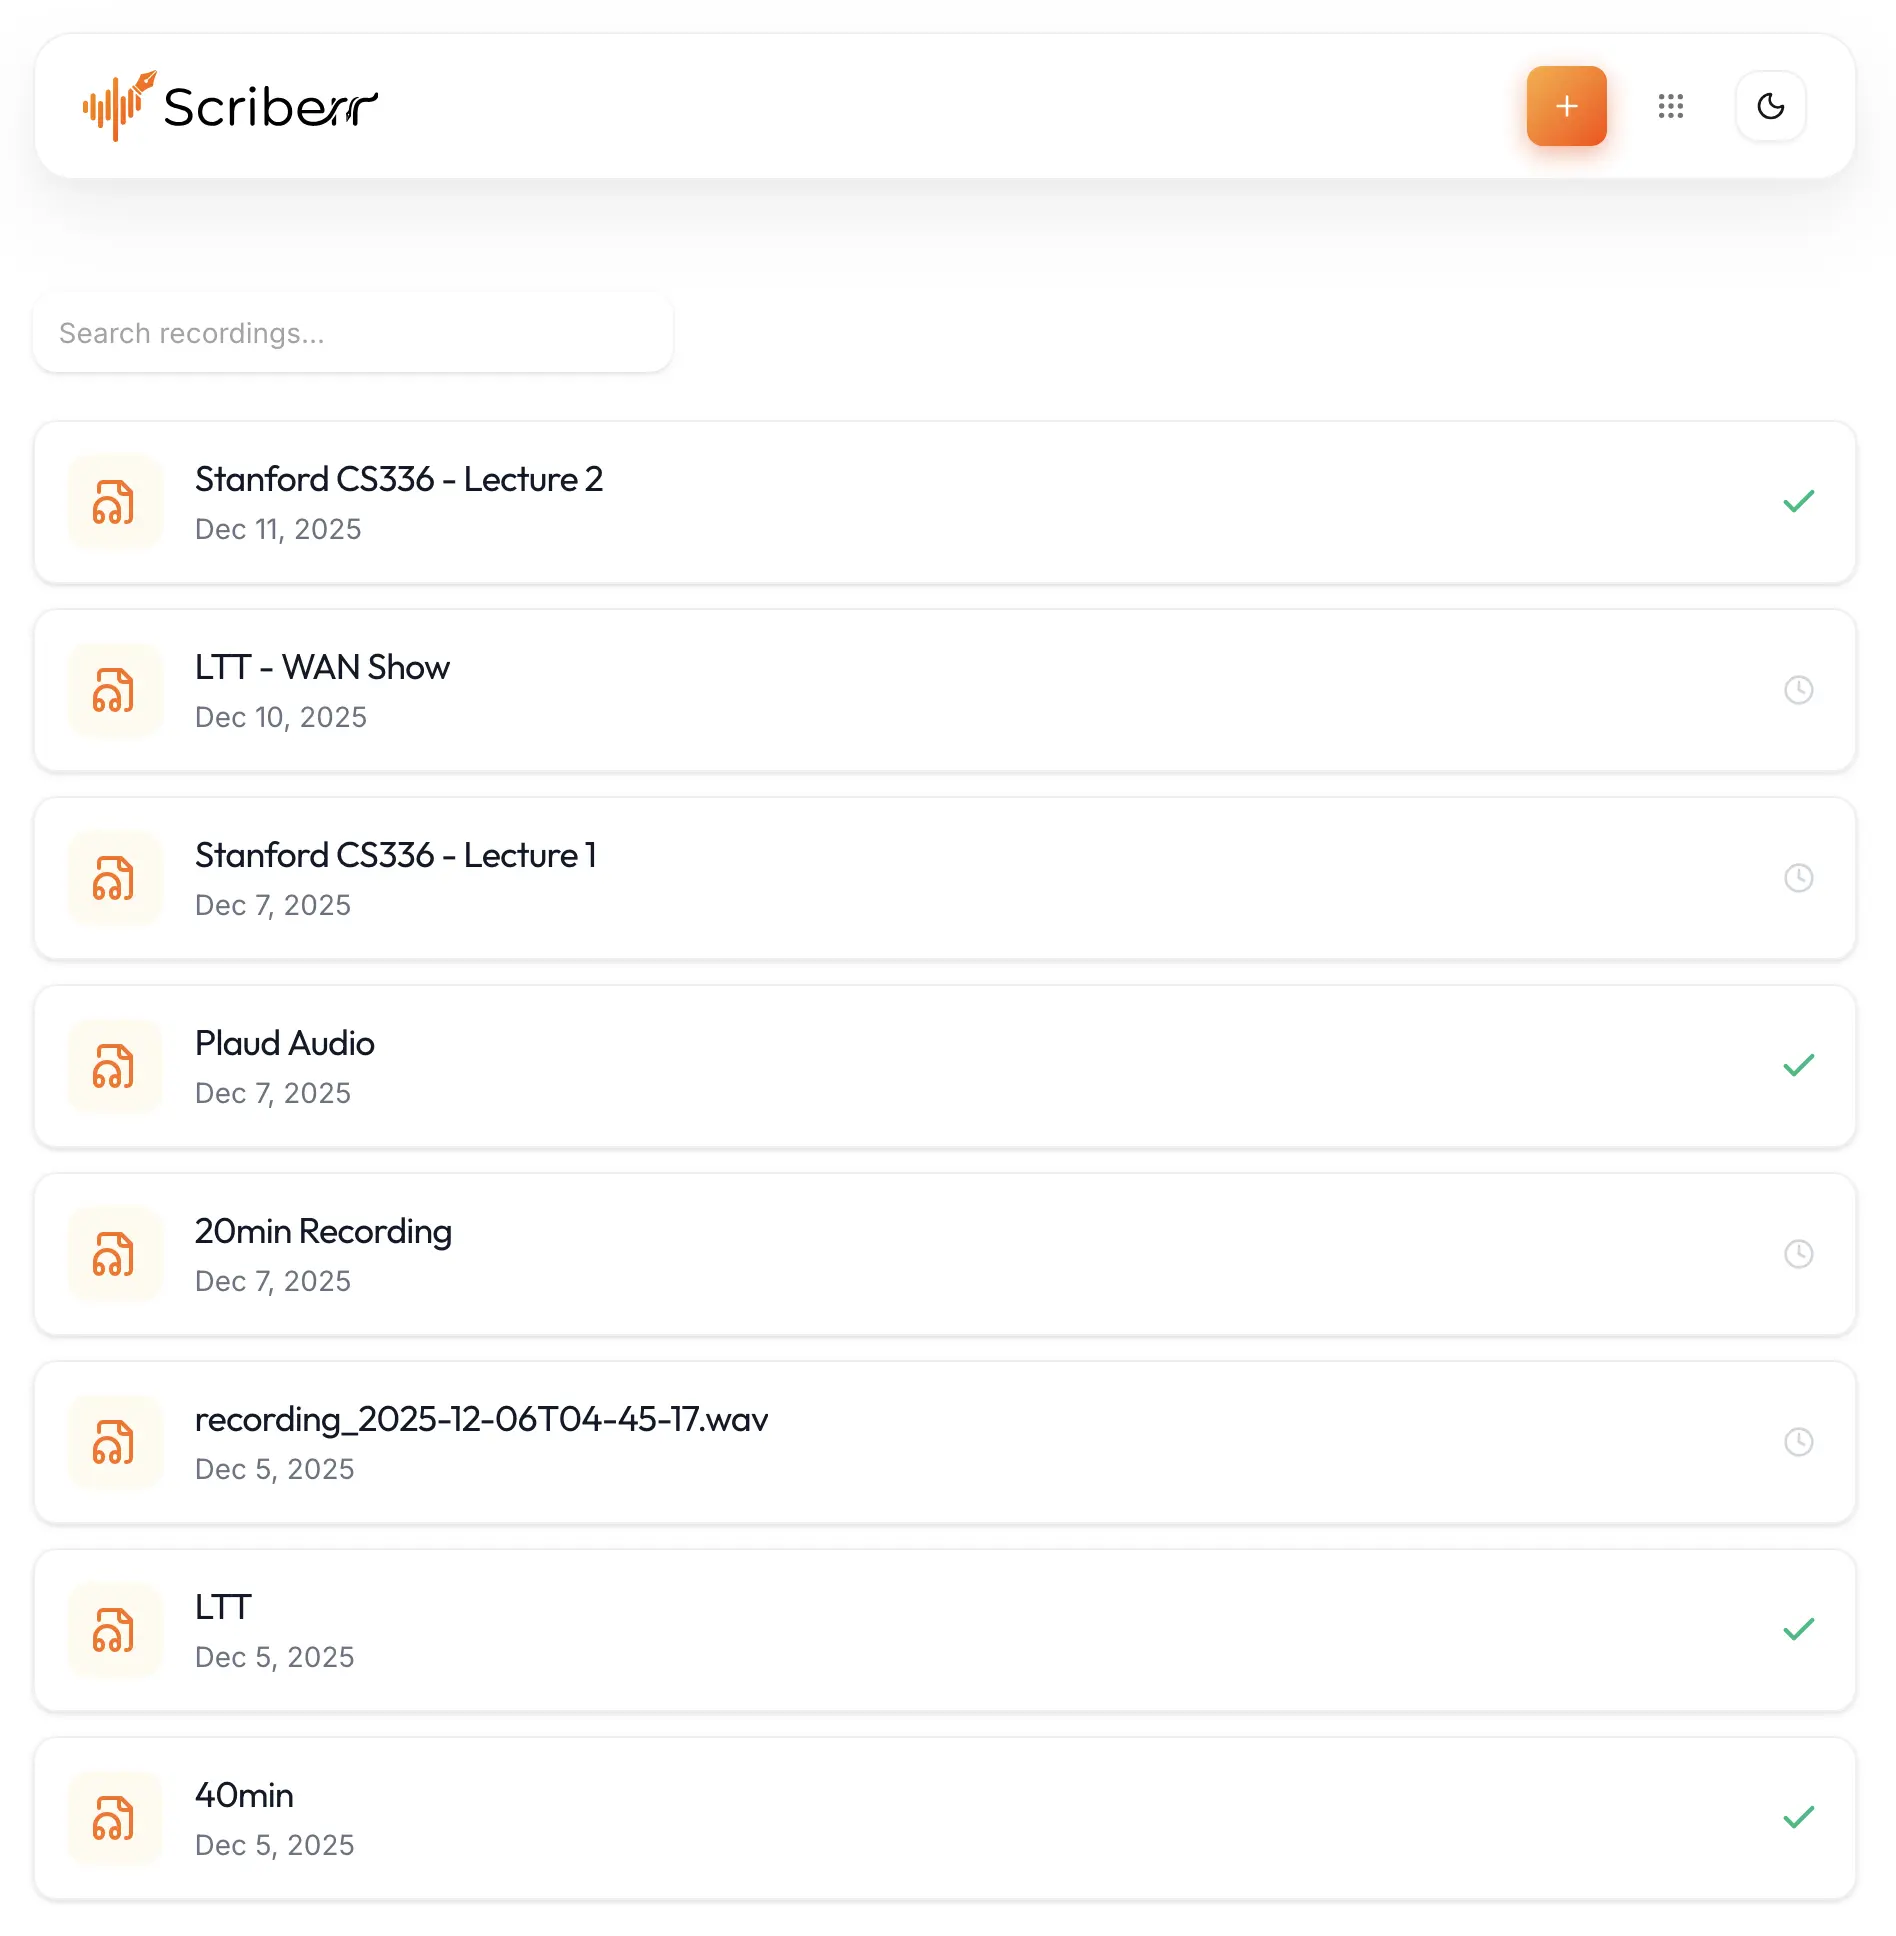 Scriberr
Search recordings...
Stanford CS336 - Lecture 2
Dec 11, 2025
LTT - WAN Show
Dec 10, 2025
Stanford CS336 - Lecture 1
Dec 7, 2025
Plaud Audio
Dec 7, 2025
20min Recording
Dec 7, 2025
recording_2025-12-06T04-45-17.wav
Dec 5, 2025
LTT
Dec 5, 2025
40min
Dec 5, 2025